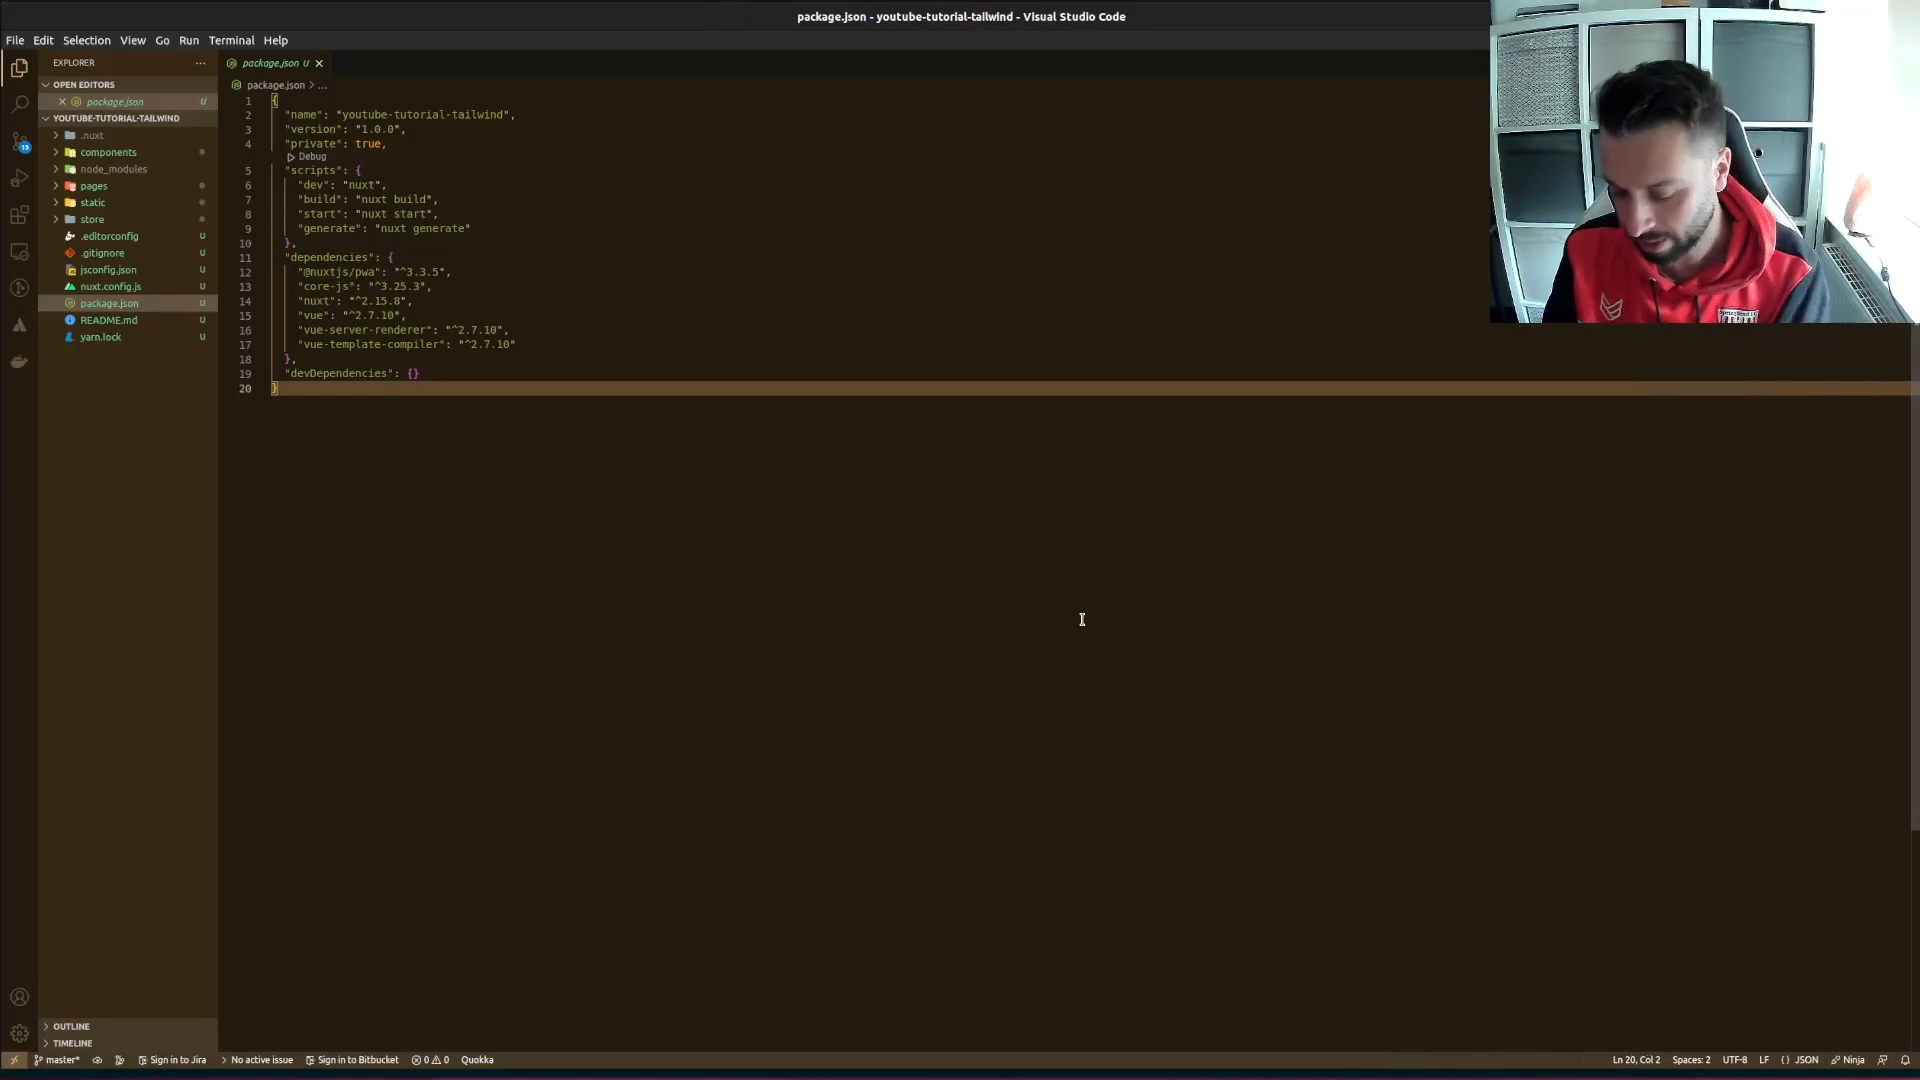 package.json - youtube-tutorial-tailwind - Visual Studio Code
File Edit Selection View Go Run Terminal Help
EXPLORER
OPEN EDITORS
package.json U
YOUTUBE-TUTORIAL-TAILWIND
.nuxt
components
node_modules
pages
static
store
.editorconfig U
.gitignore U
jsconfig.json U
nuxt.config.js U
package.json U
README.md U
yarn.lock U
OUTLINE
TIMELINE
13
package.json U
package.json > ...
1 {
2 "name": "youtube-tutorial-tailwind",
3 "version": "1.0.0",
4 "private": true,
Debug
5 "scripts": {
6 "dev": "nuxt",
7 "build": "nuxt build",
8 "start": "nuxt start",
9 "generate": "nuxt generate"
10 },
11 "dependencies": {
12 "@nuxtjs/pwa": "^3.3.5",
13 "core-js": "^3.25.3",
14 "nuxt": "^2.15.8",
15 "vue": "^2.7.10",
16 "vue-server-renderer": "^2.7.10",
17 "vue-template-compiler": "^2.7.10"
18 },
19 "devDependencies": {}
20 }
master* Sign in to Jira No active issue Sign in to Bitbucket 0 0 Quokka Ln 20, Col 2 Spaces: 2 UTF-8 LF {} JSON Ninja